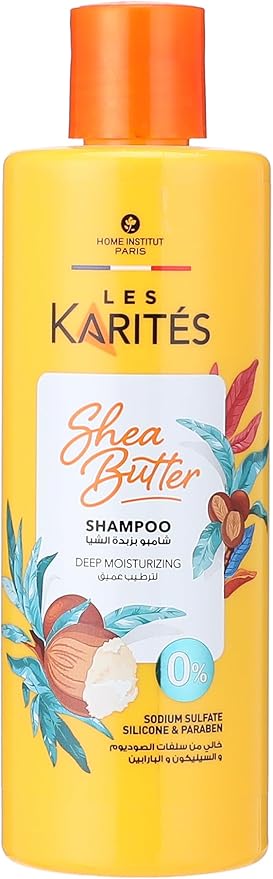 HOME INSTITUT
PARIS
LES
KARITÉS
Shea
Butter
SHAMPOO
شامبو بزبدة الشيا
DEEP MOISTURIZING
لترطيب عميق
0%
SODIUM SULFATE
SILICONE & PARABEN
خالي من سلفات الصوديوم
و السيليكون و البارابين